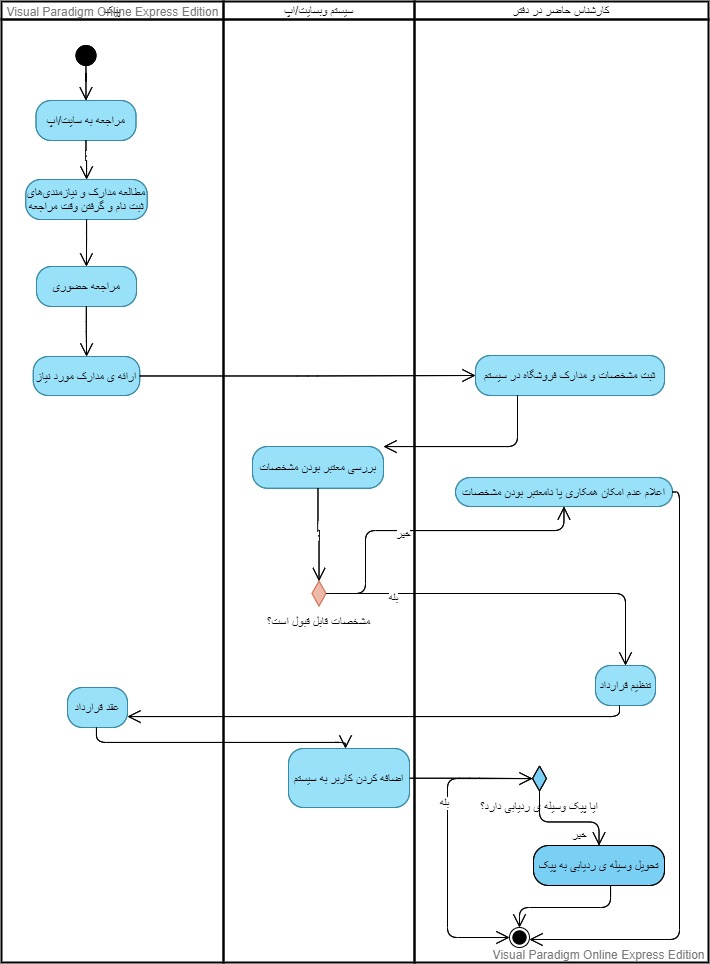 Visual Paradigm Online Express Edition
پیک
سیستم وبسایت/اپ
کارشناس حاضر در دفتر
مراجعه به سایت/اپ
مطالعه مدارک و نیازمندی‌های
ثبت نام و گرفتن وقت مراجعه
مراجعه حضوری
ارائه ی مدارک مورد نیاز
ثبت مشخصات و مدارک فروشگاه در سیستم
بررسی معتبر بودن مشخصات
اعلام عدم امکان همکاری یا نامعتبر بودن مشخصات
خیر
بله
مشخصات قابل قبول است؟
تنظیم قرارداد
عقد قرارداد
اضافه کردن کاربر به سیستم
بله
ایا پیک وسیله ی ردیابی دارد؟
خیر
تحویل وسیله ی ردیابی به پیک
Visual Paradigm Online Express Edition